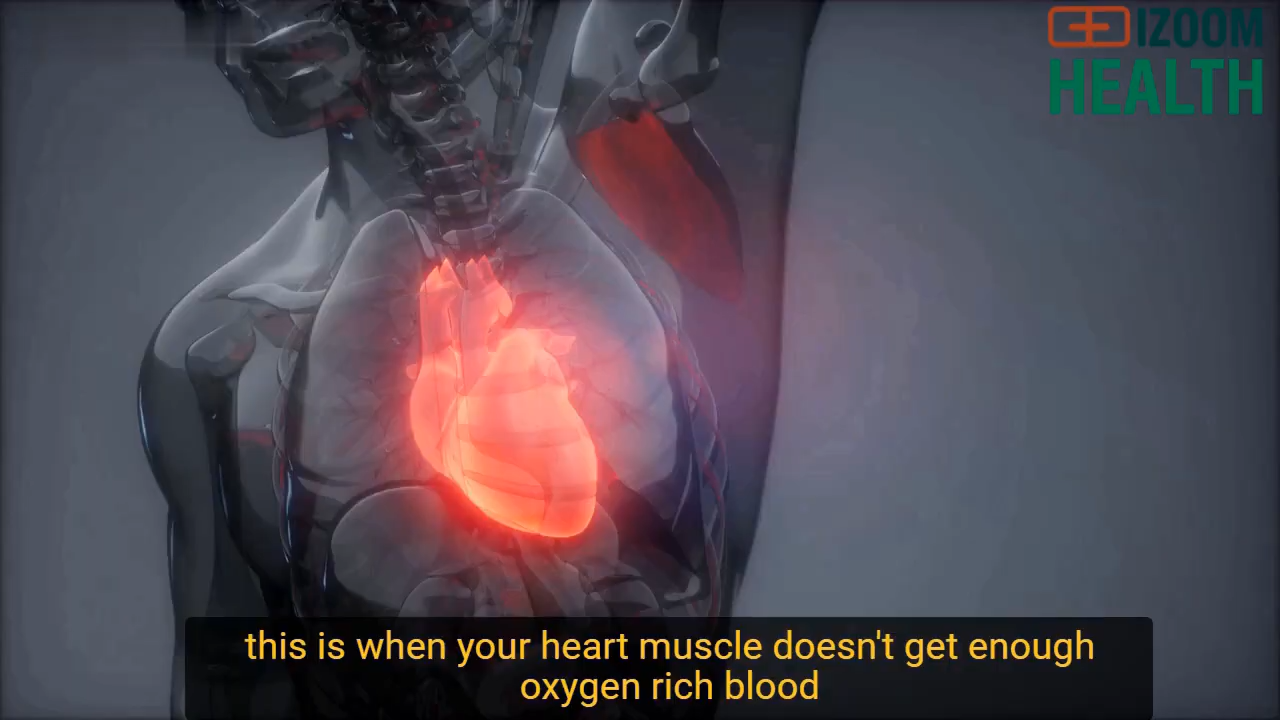 IZOOM
HEALTH
this is when your heart muscle doesn't get enough
oxygen rich blood